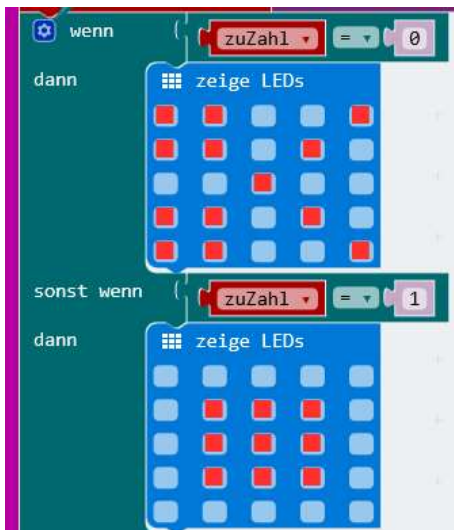 wenn zuZahl = 0
dann zeige LEDs
sonst wenn zuZahl = 1
dann zeige LEDs